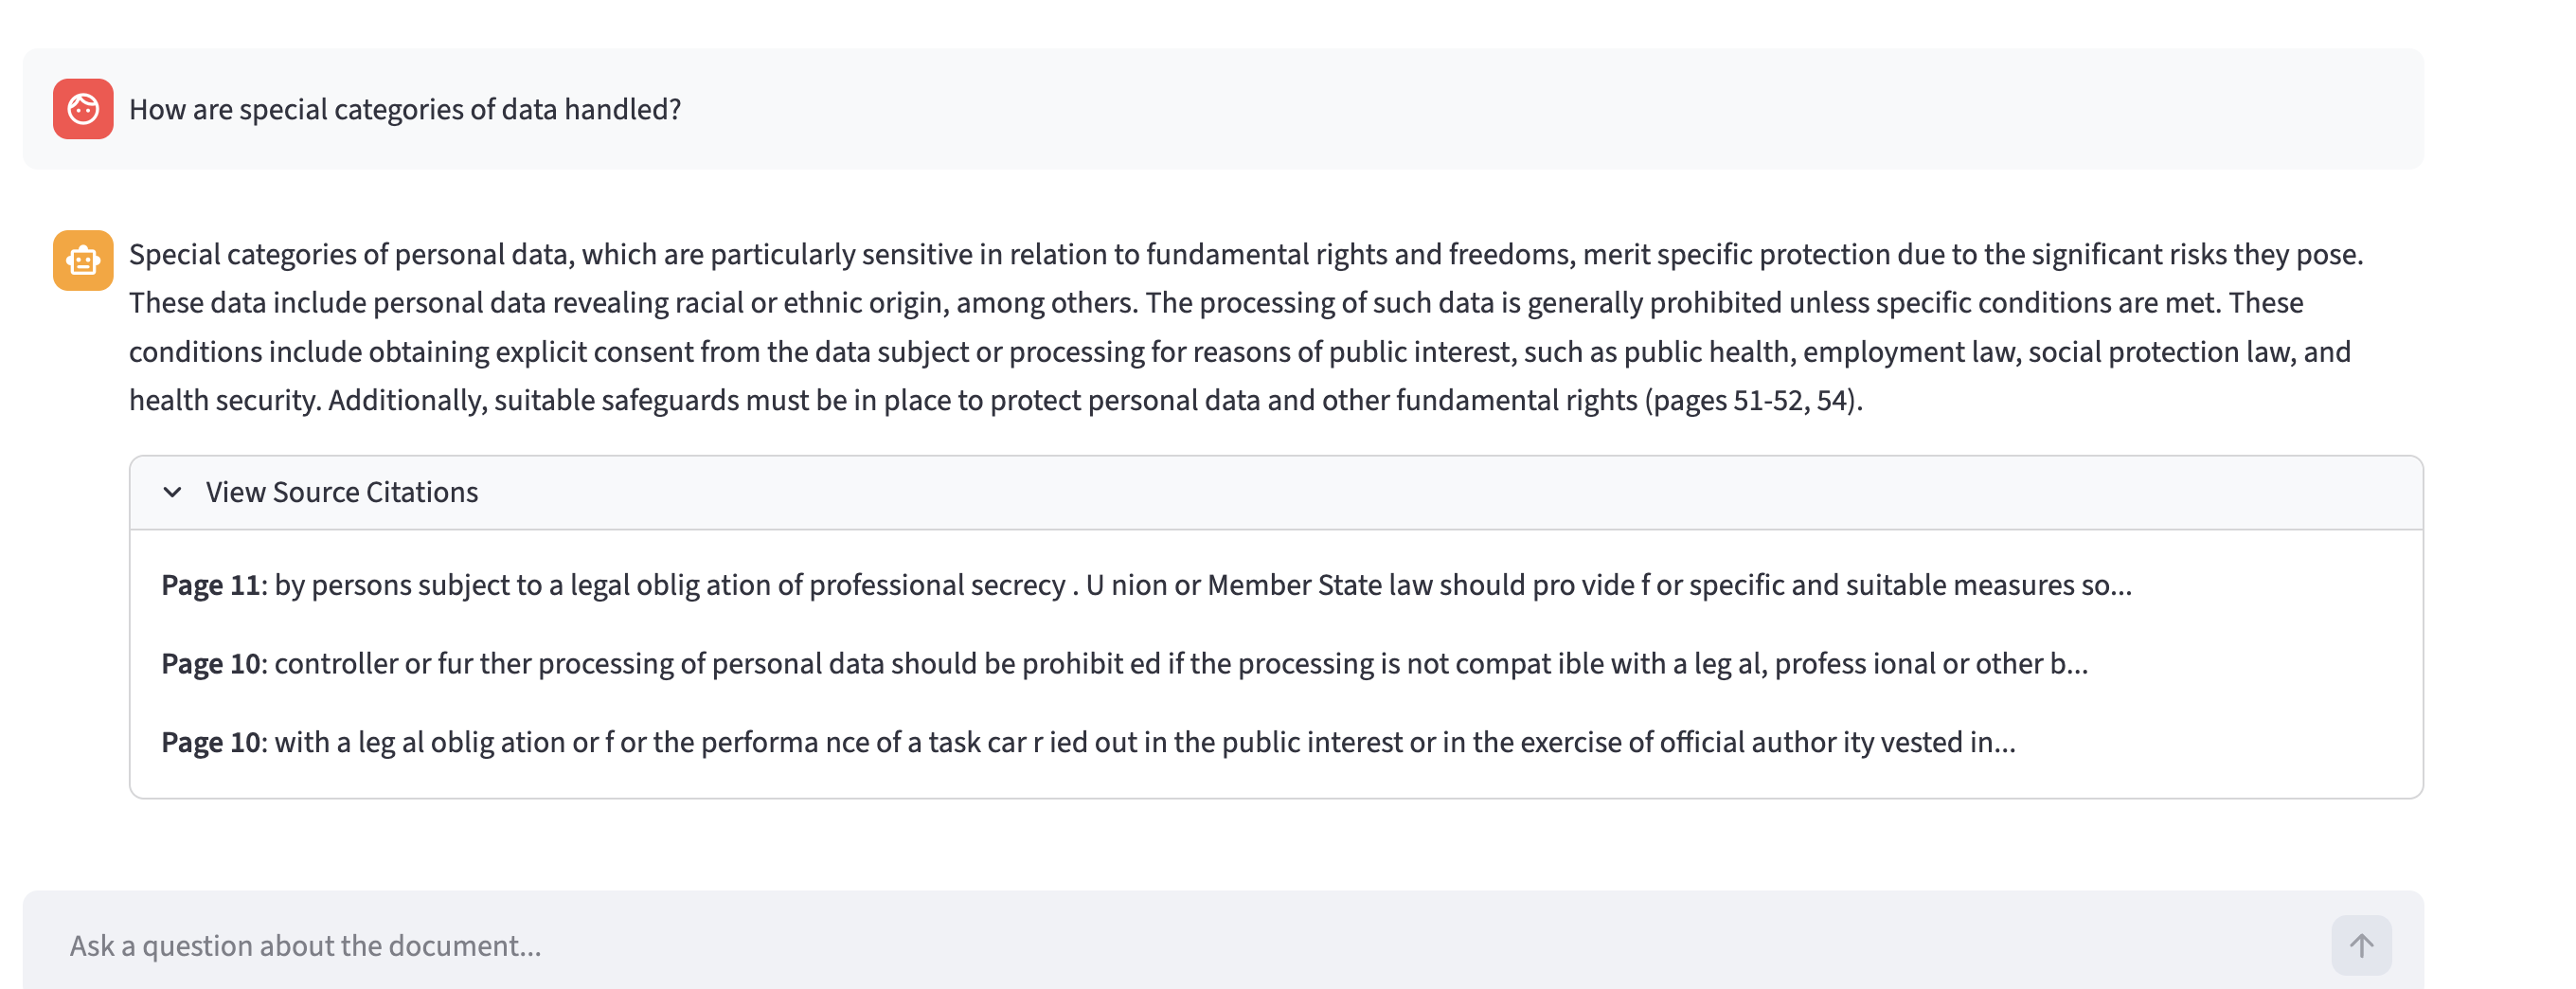 How are special categories of data handled?
Special categories of personal data, which are particularly sensitive in relation to fundamental rights and freedoms, merit specific protection due to the significant risks they pose.
These data include personal data revealing racial or ethnic origin, among others. The processing of such data is generally prohibited unless specific conditions are met. These
conditions include obtaining explicit consent from the data subject or processing for reasons of public interest, such as public health, employment law, social protection law, and
health security. Additionally, suitable safeguards must be in place to protect personal data and other fundamental rights (pages 51-52, 54).
View Source Citations
Page 11: by persons subject to a legal oblig ation of professional secrecy . U nion or Member State law should pro vide f or specific and suitable measures so...
Page 10: controller or fur ther processing of personal data should be prohibit ed if the processing is not compat ible with a leg al, profess ional or other b...
Page 10: with a leg al oblig ation or f or the performa nce of a task car r ied out in the public interest or in the exercise of official author ity vested in...
Ask a question about the document...